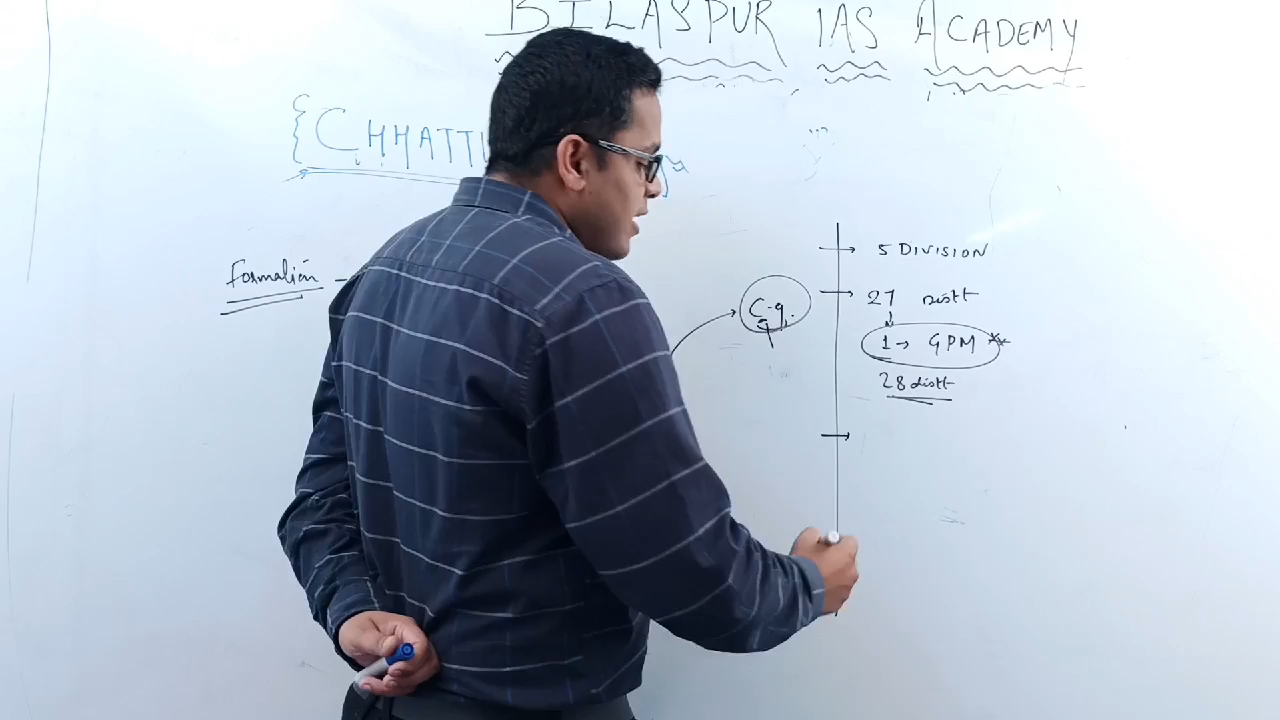 BILASPUR IAS ACADEMY
{ CHHATTI
Formation -
C.g.
5 DIVISION
27 Distt
1 → GPM **
28 distt